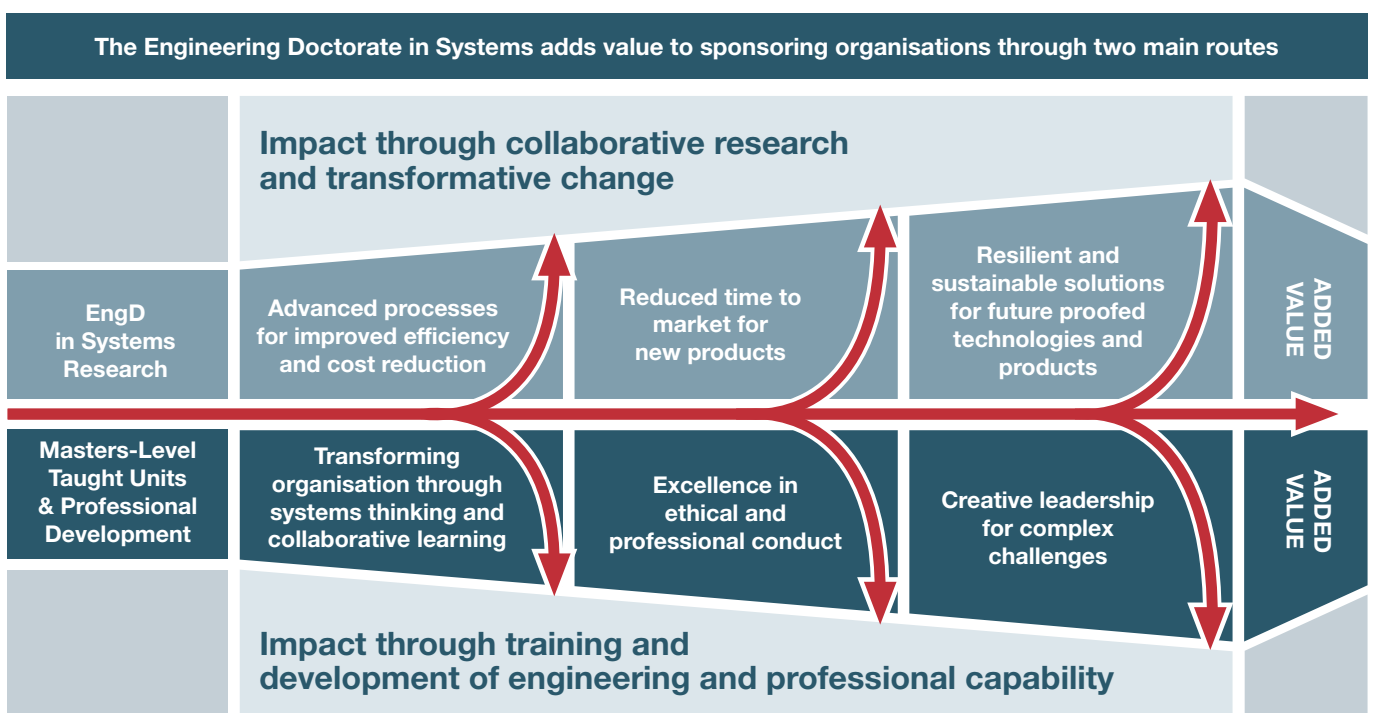 The Engineering Doctorate in Systems adds value to sponsoring organisations through two main routes
Impact through collaborative research
and transformative change
EngD
in Systems
Research
Advanced processes
for improved efficiency
and cost reduction
Reduced time to
market for
new products
Resilient and
sustainable solutions
for future proofed
technologies and
products
ADDED
VALUE
Masters-Level
Taught Units
& Professional
Development
Transforming
organisation through
systems thinking and
collaborative learning
Excellence in
ethical and
professional conduct
Creative leadership
for complex
challenges
ADDED
VALUE
Impact through training and
development of engineering and professional capability